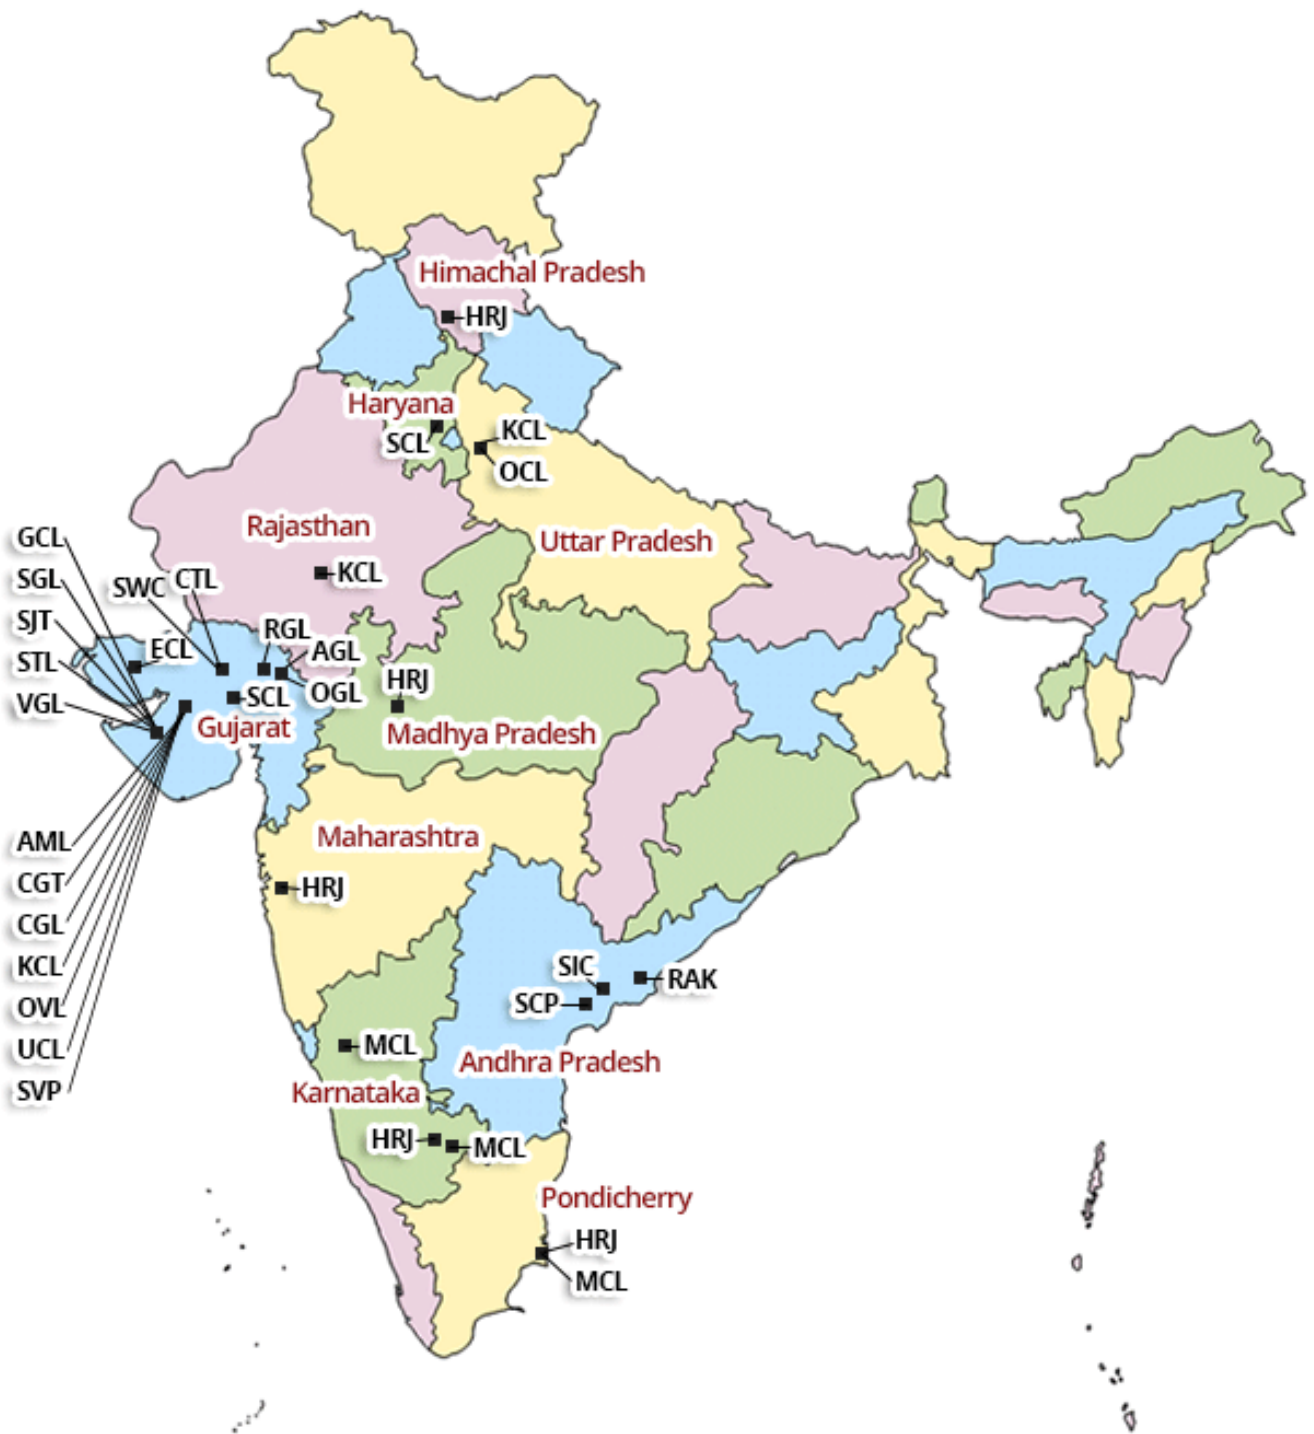 Himachal Pradesh
HRJ
Haryana
SCL
KCL
OCL
Rajasthan
Uttar Pradesh
KCL
GCL
SGL
SJT
STL
VGL
SWC
CTL
ECL
RGL
AGL
OGL
SCL
Gujarat
HRJ
Madhya Pradesh
AML
CGT
CGL
KCL
OVL
UCL
SVP
Maharashtra
HRJ
SIC
RAK
SCP
MCL
Andhra Pradesh
Karnataka
HRJ
MCL
Pondicherry
HRJ
MCL